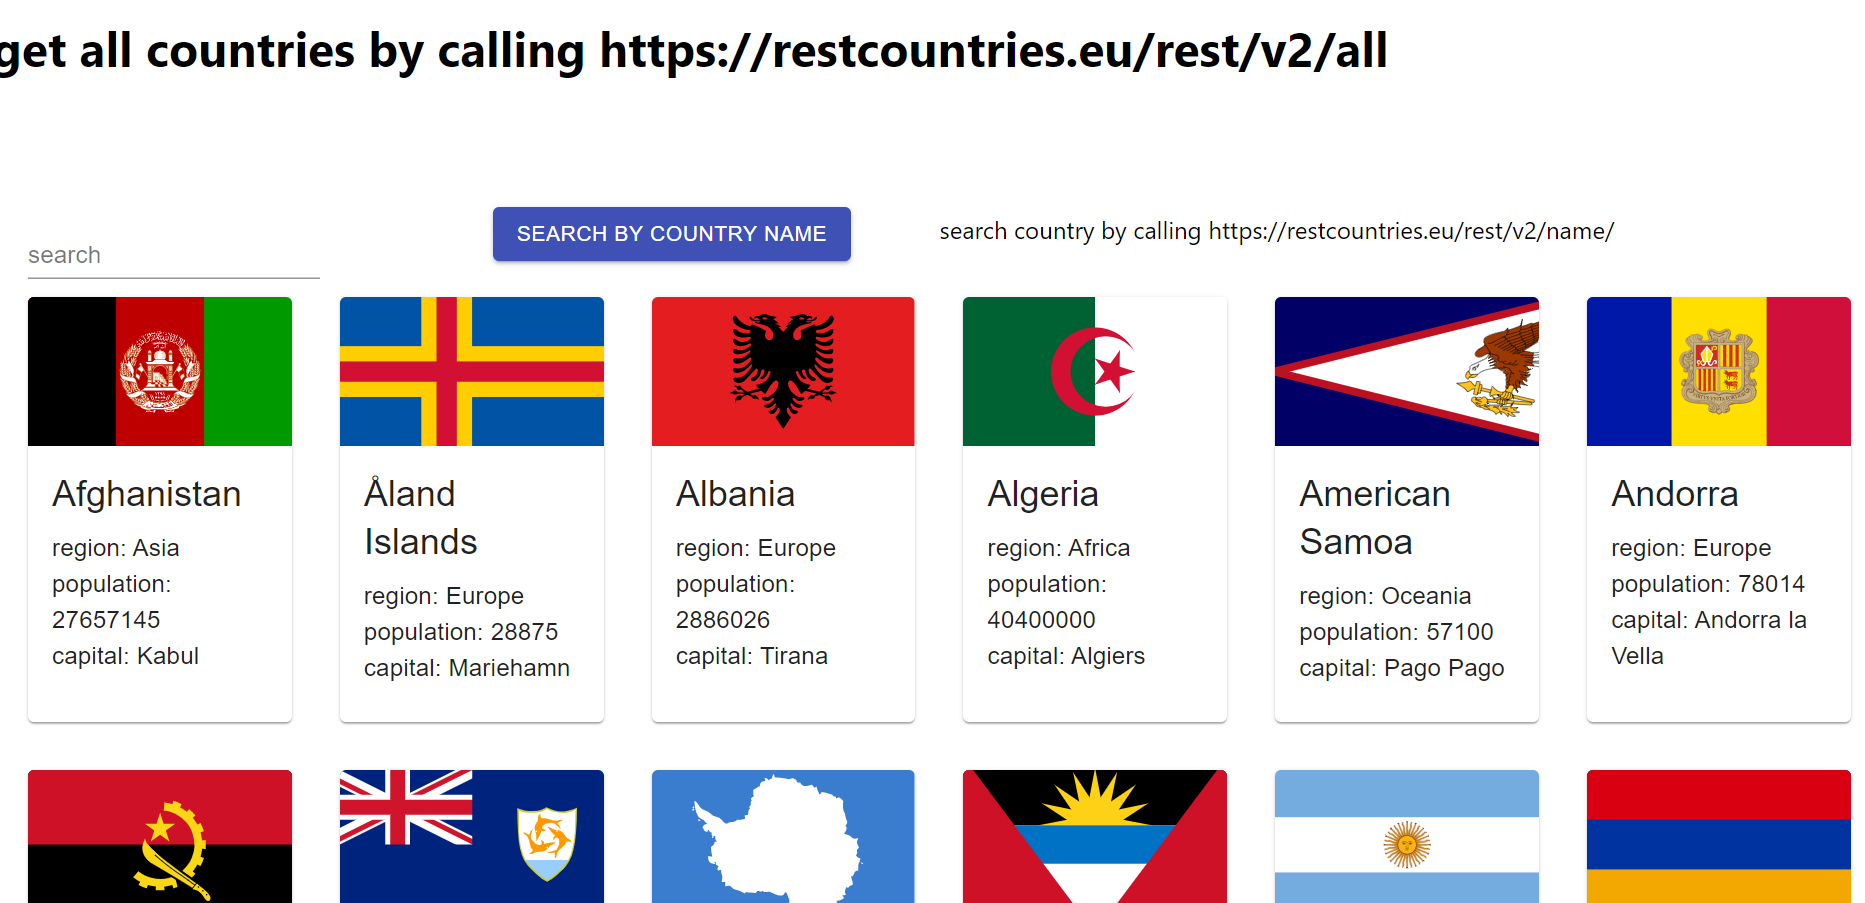 get all countries by calling https://restcountries.eu/rest/v2/all
search
SEARCH BY COUNTRY NAME
search country by calling https://restcountries.eu/rest/v2/name/
Afghanistan
region: Asia
population:
27657145
capital: Kabul
Åland
Islands
region: Europe
population: 28875
capital: Mariehamn
Albania
region: Europe
population:
2886026
capital: Tirana
Algeria
region: Africa
population:
40400000
capital: Algiers
American
Samoa
region: Oceania
population: 57100
capital: Pago Pago
Andorra
region: Europe
population: 78014
capital: Andorra la
Vella